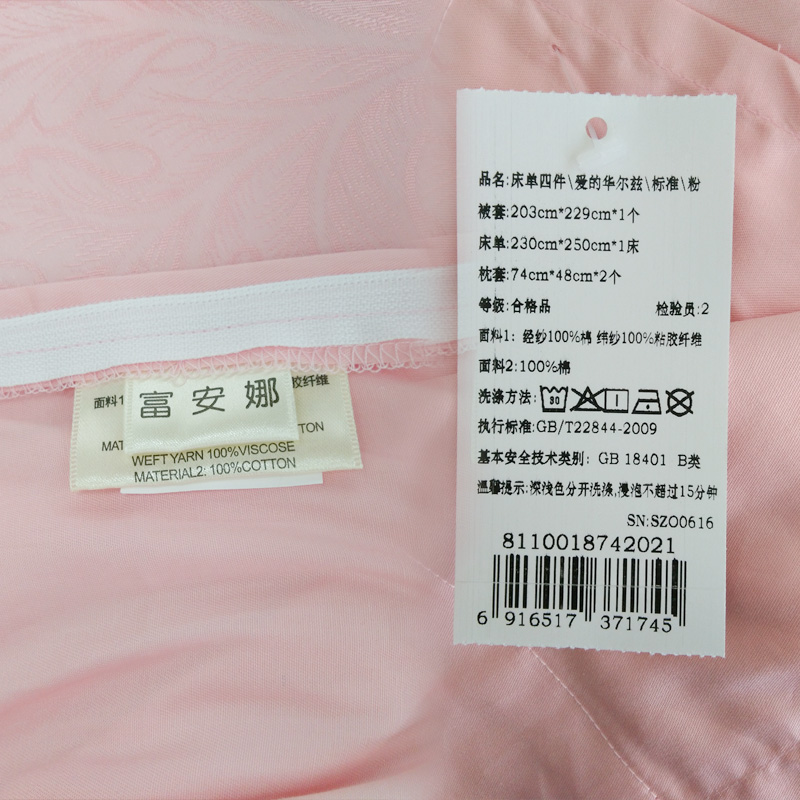 富安娜
面料1
胶纤维
MAT
TON
WEFT YARN 100%VISCOSE
MATERIAL2: 100%COTTON
品名:床单四件\爱的华尔兹\标准\粉
被套:203cm*229cm*1个
床单:230cm*250cm*1床
枕套:74cm*48cm*2个
等级:合格品 检验员:2
面料1: 经纱100%棉 纬纱100%粘胶纤维
面料2:100%棉
洗涤方法:
执行标准:GB/T22844-2009
基本安全技术类别: GB 18401 B类
温馨提示:深浅色分开洗涤,浸泡不超过15分钟
SN:SZO0616
8110018742021
6 916517 371745